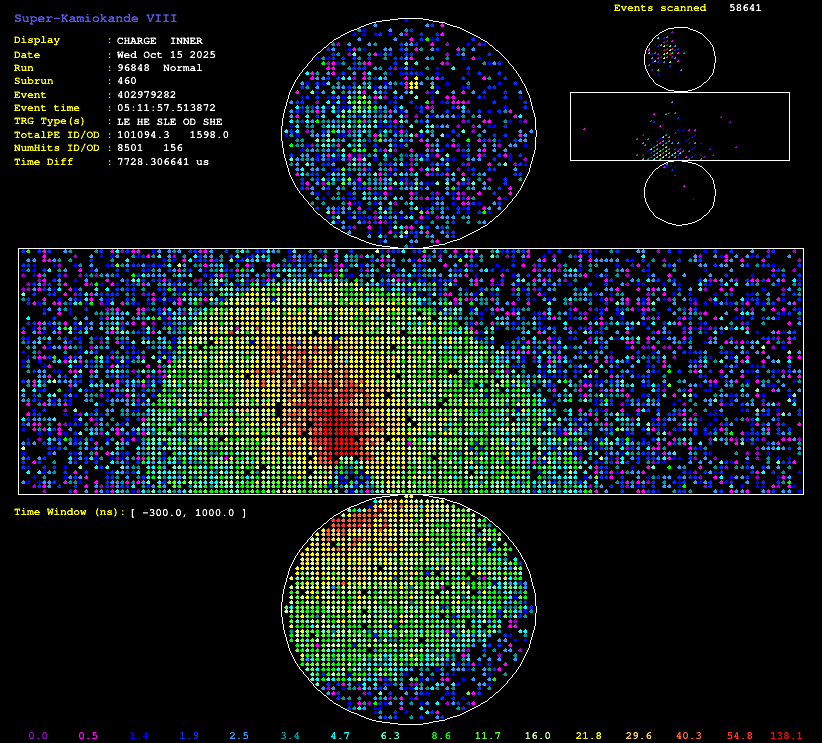 Super-Kamiokande VIII
Events scanned 58641
Display : CHARGE INNER
Date : Wed Oct 15 2025
Run : 96848 Normal
Subrun : 460
Event : 402979282
Event time : 05:11:57.513872
TRG Type(s) : LE HE SLE OD SHE
TotalPE ID/OD : 101094.3 1598.0
NumHits ID/OD : 8501 156
Time Diff : 7728.306641 us
Time Window (ns): [ -300.0, 1000.0 ]
0.0 0.5 1.4 1.9 2.5 3.4 4.7 6.3 8.6 11.7 16.0 21.8 29.6 40.3 54.8 138.1